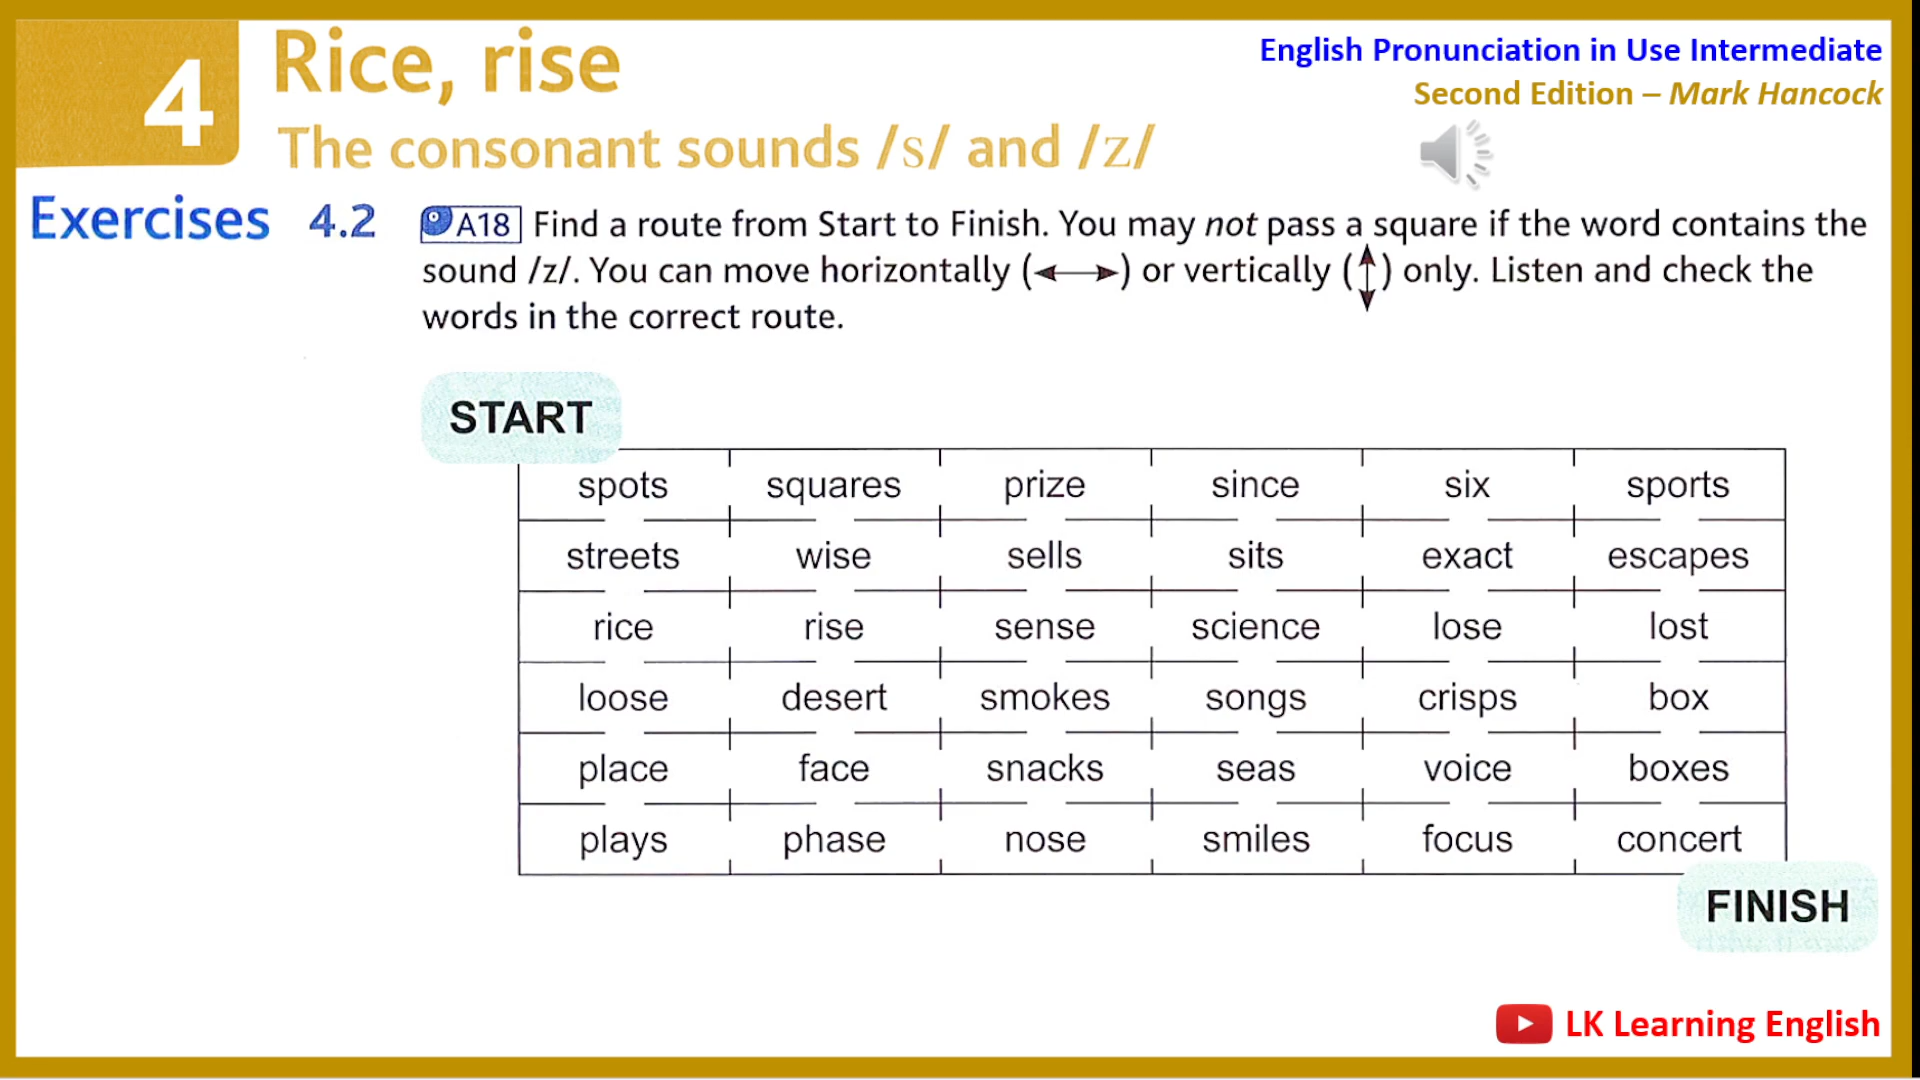 4
Rice, rise
The consonant sounds /s/ and /z/
English Pronunciation in Use Intermediate
Second Edition – Mark Hancock
Exercises 4.2 A18 Find a route from Start to Finish. You may not pass a square if the word contains the
sound /z/. You can move horizontally (↔) or vertically (↕) only. Listen and check the
words in the correct route.
START
spots squares prize since six sports
streets wise sells sits exact escapes
rice rise sense science lose lost
loose desert smokes songs crisps box
place face snacks seas voice boxes
plays phase nose smiles focus concert
FINISH
LK Learning English